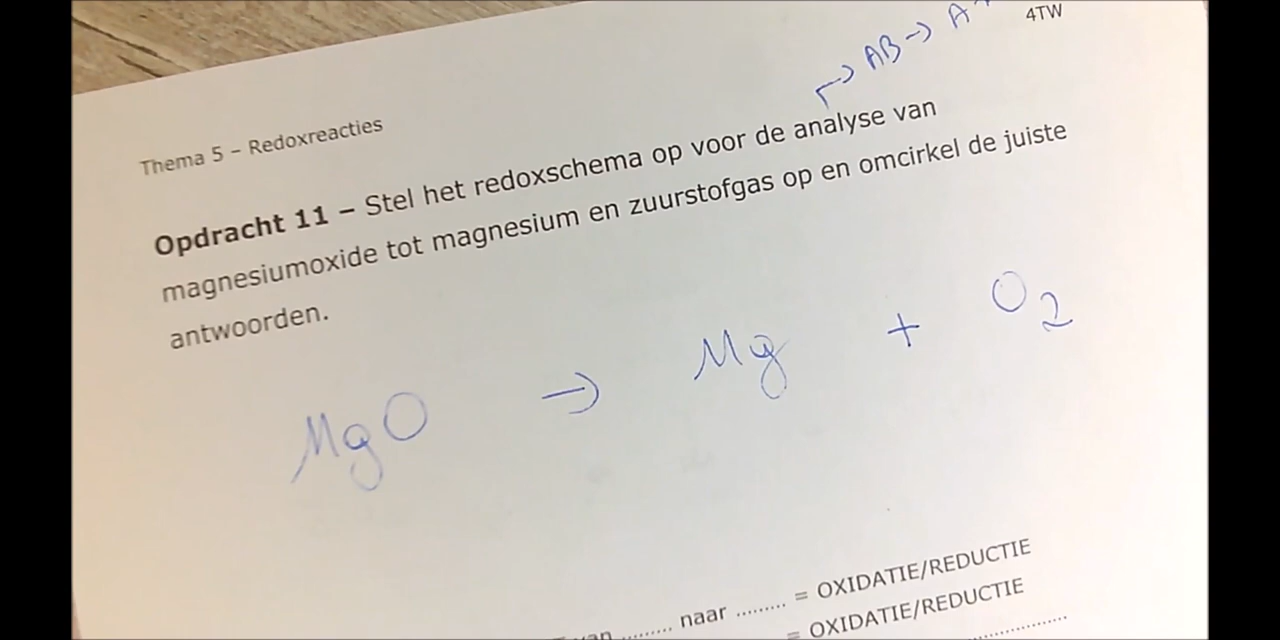 4TW
→ AB → A
Thema 5 – Redoxreacties
Opdracht 11 – Stel het redoxschema op voor de analyse van
magnesiumoxide tot magnesium en zuurstofgas op en omcirkel de juiste
antwoorden.
MgO → Mg + O₂
van ......... naar ......... = OXIDATIE/REDUCTIE
= OXIDATIE/REDUCTIE